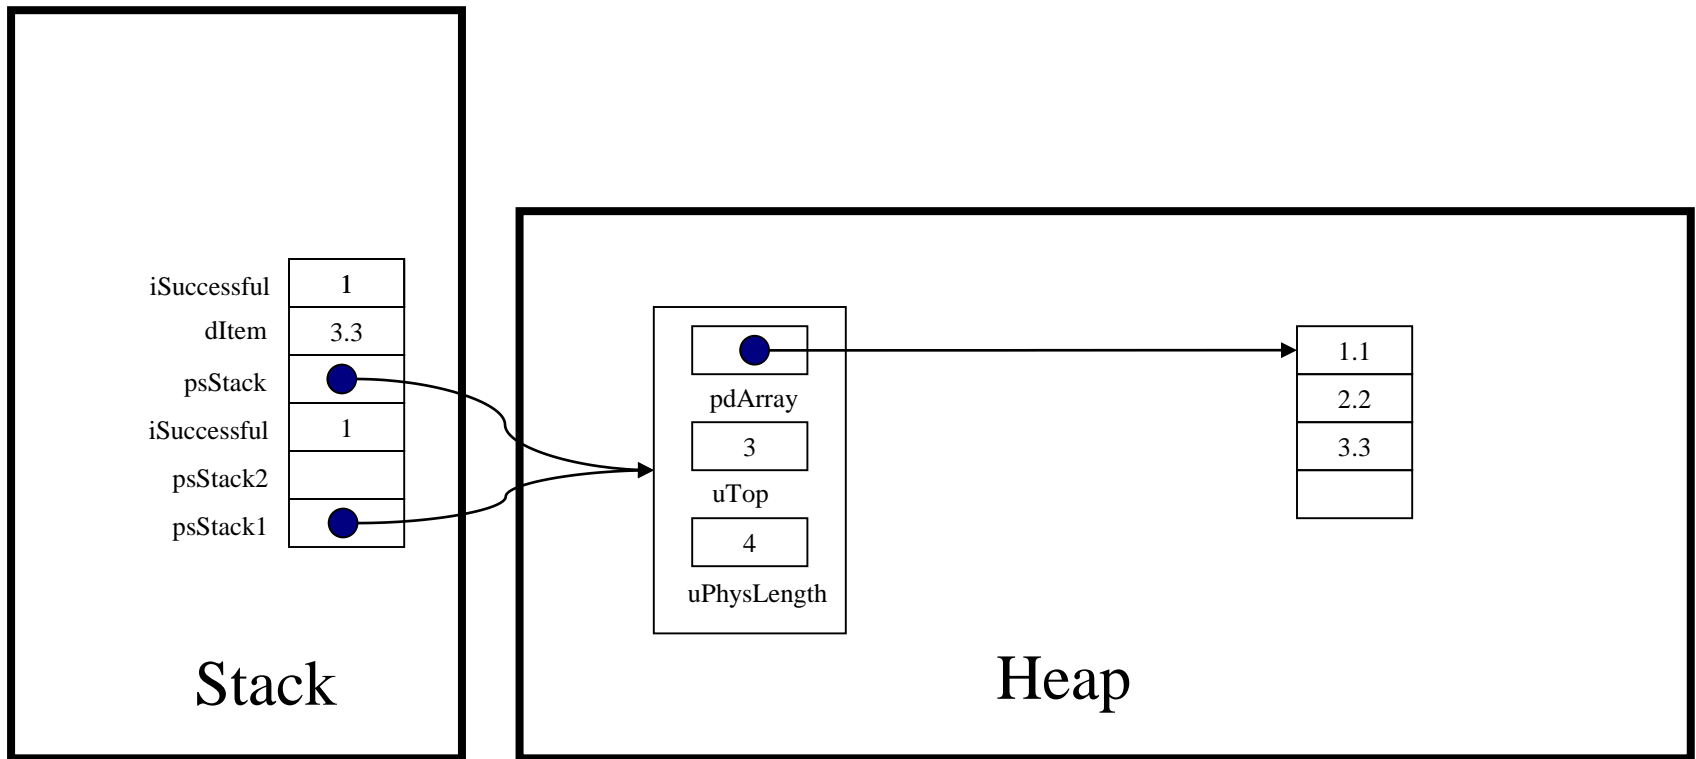 iSuccessful 1
dItem 3.3
psStack
iSuccessful 1
psStack2
psStack1
Stack
pdArray
3
uTop
4
uPhysLength
1.1
2.2
3.3
Heap